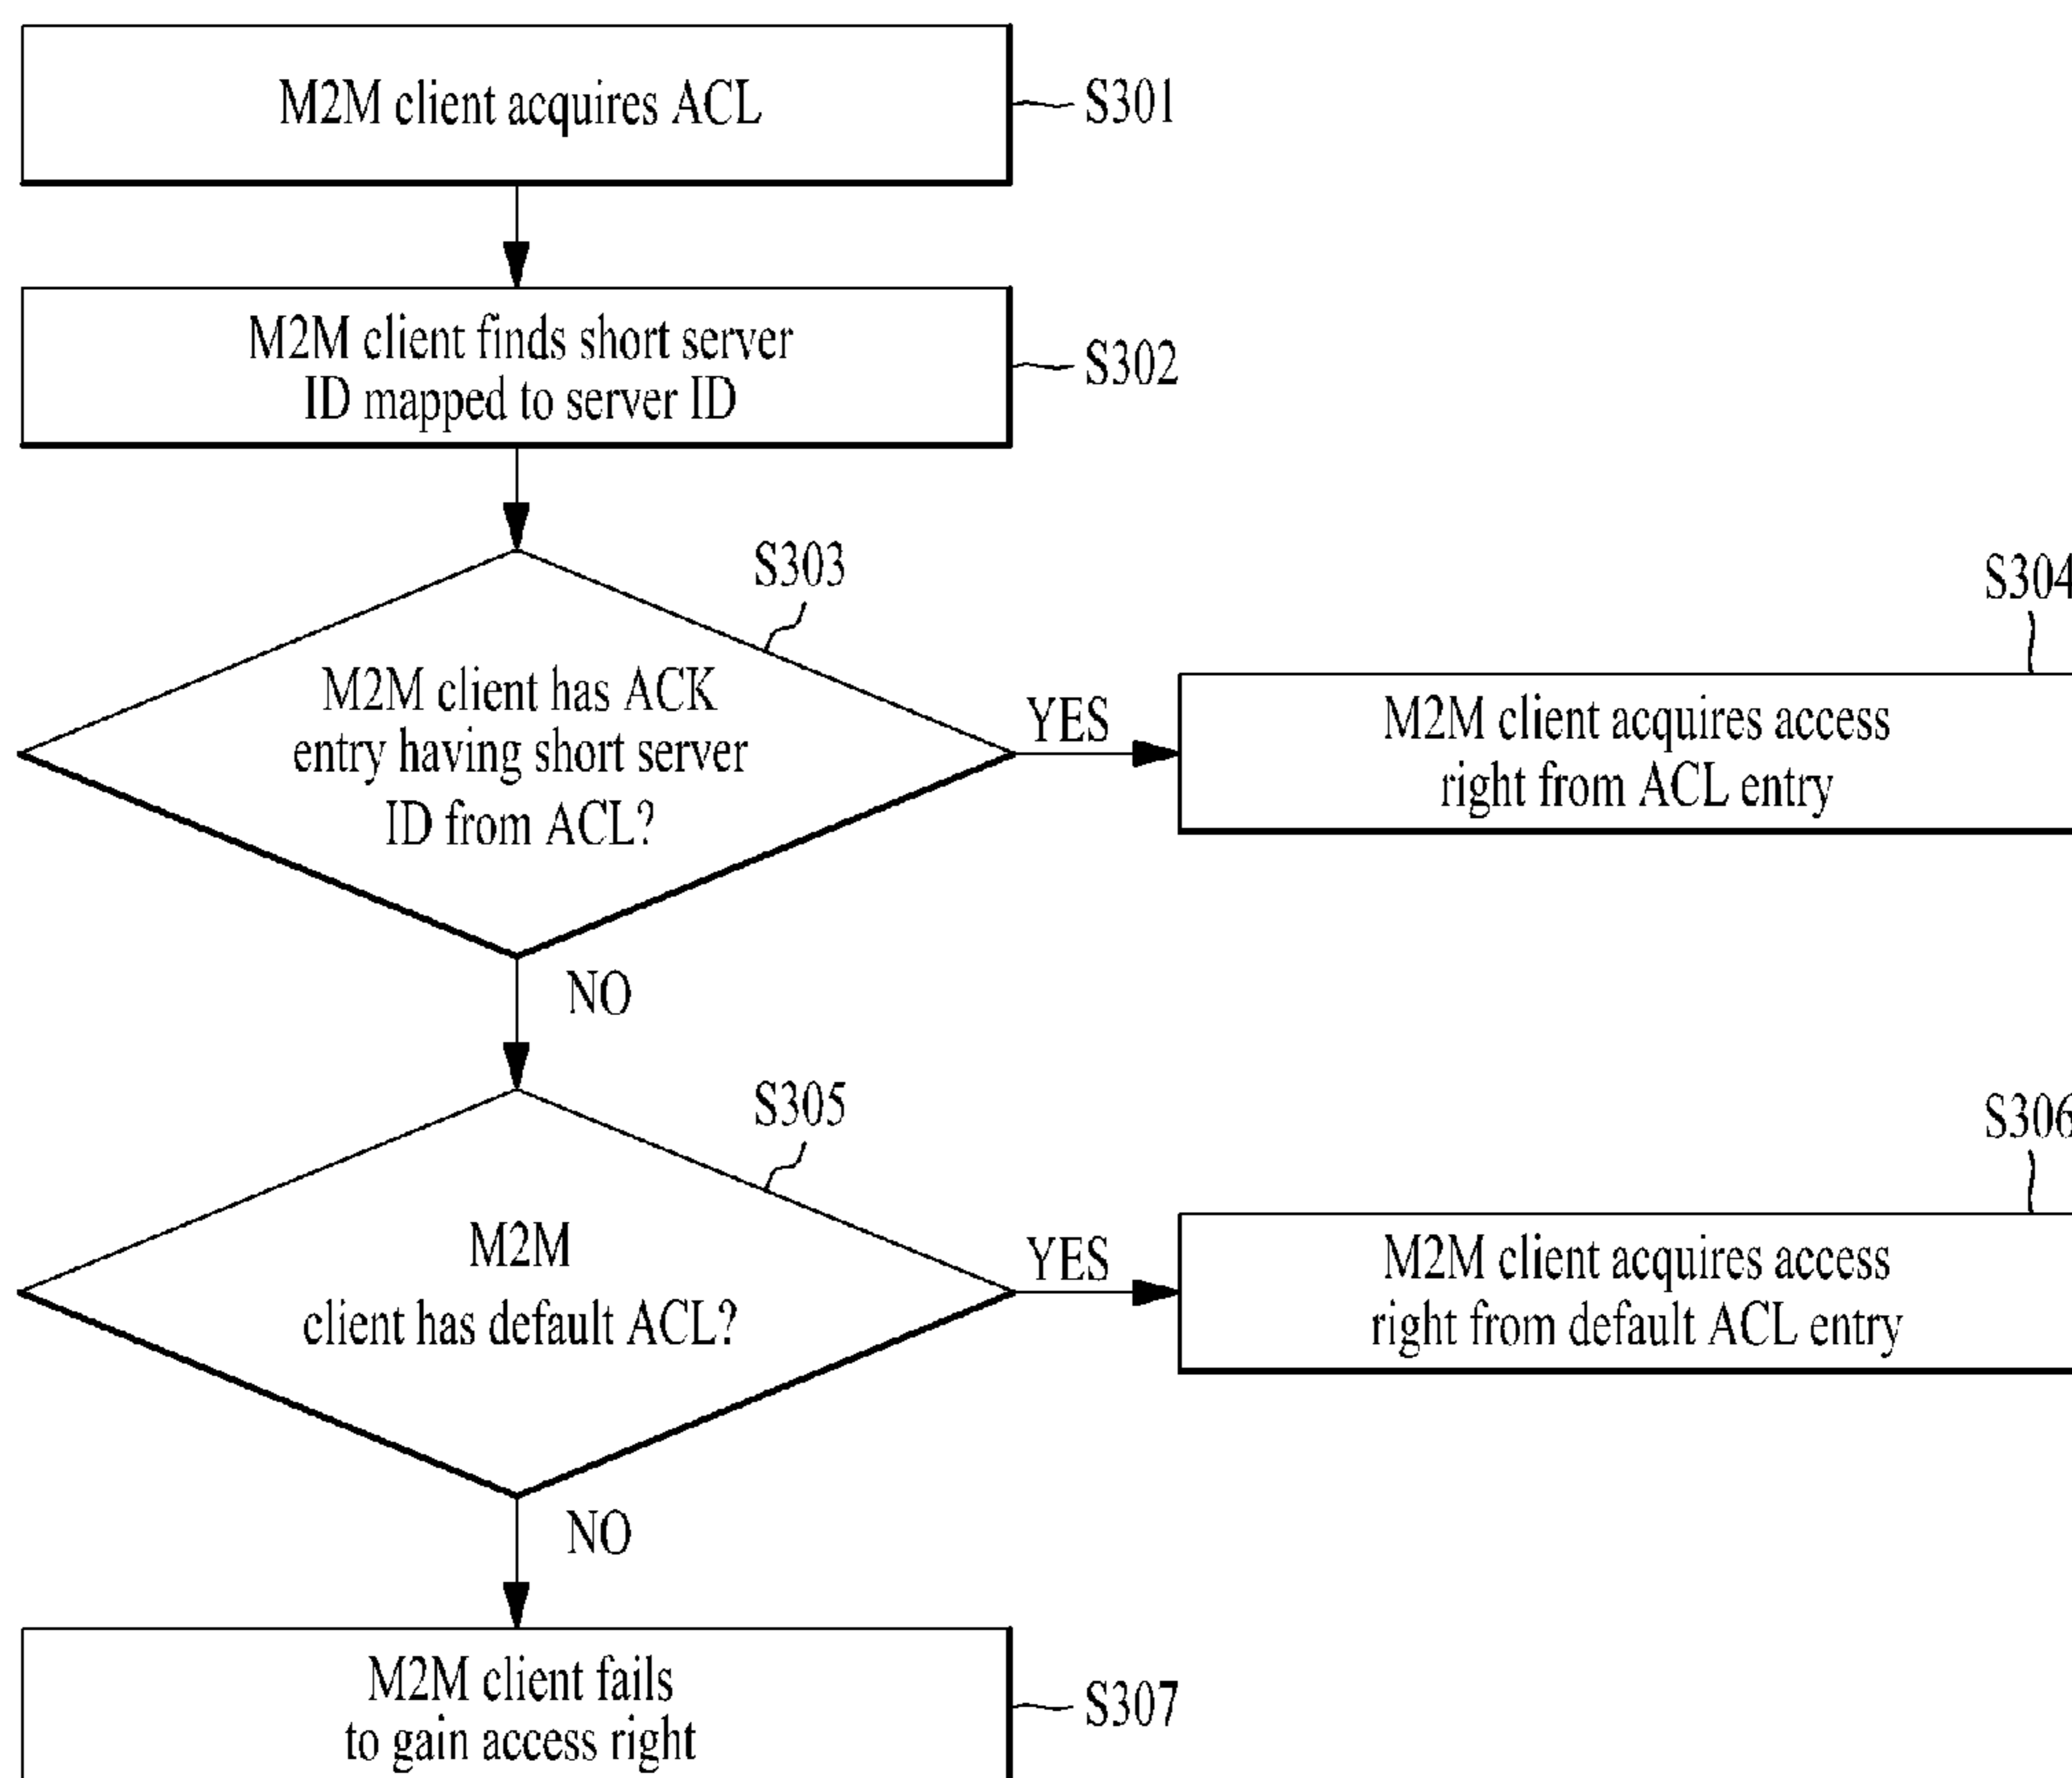 M2M client acquires ACL
S301
M2M client finds short server
ID mapped to server ID
S302
S303
M2M client has ACK
entry having short server
ID from ACL?
YES
S304
M2M client acquires access
right from ACL entry
NO
S305
M2M
client has default ACL?
YES
S306
M2M client acquires access
right from default ACL entry
NO
M2M client fails
to gain access right
S307